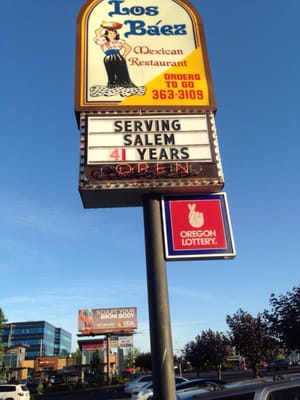 Los
Báez
Mexican
Restaurant
ORDERS
TO GO
363-3109
SERVING
SALEM
41 YEARS
OPEN
OREGON
LOTTERY.
SCULPT YOUR
BIKINI BODY